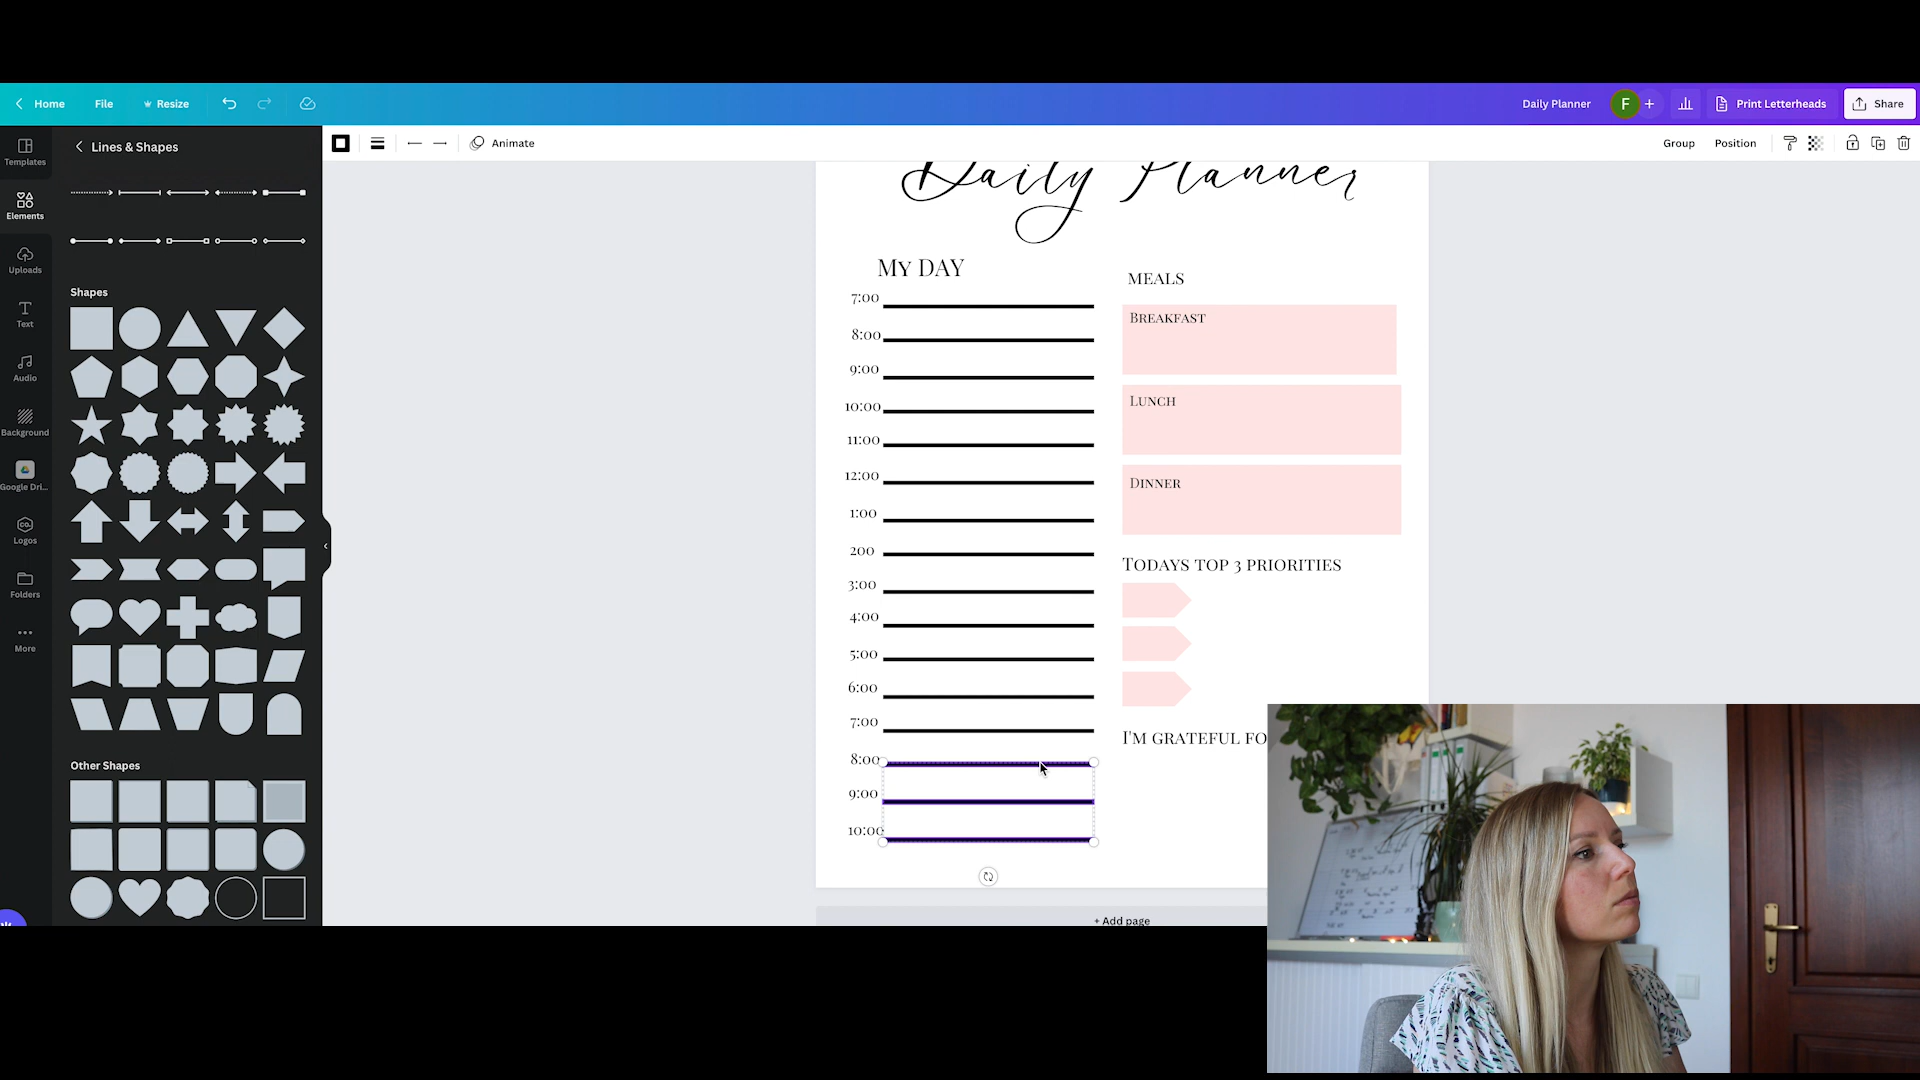 Home File Resize Daily Planner F + Print Letterheads Share
Templates
Elements
Uploads
Text
Audio
Background
Google Dri...
CO.
Logos
Folders
More
Lines & Shapes
Shapes
Other Shapes
Animate Group Position
Daily Planner
My DAY
7:00
8:00
9:00
10:00
11:00
12:00
1:00
200
3:00
4:00
5:00
6:00
7:00
8:00
9:00
10:00
MEALS
Breakfast
Lunch
Dinner
Todays top 3 priorities
I'm grateful fo
+ Add page